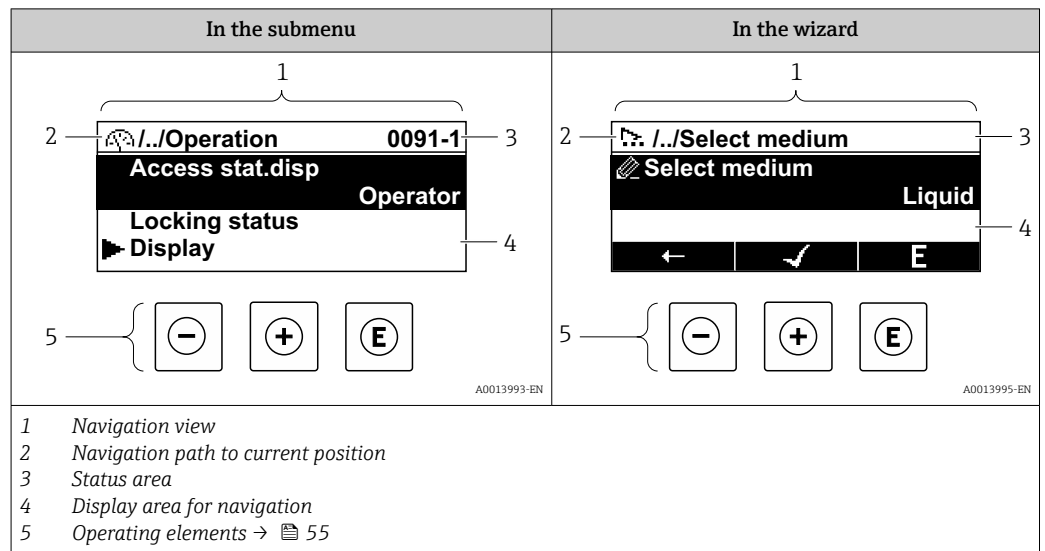 In the submenu In the wizard
1 1
2 /../Operation 0091-1 3 2 /../Select medium 3
Access stat.disp Select medium
Operator Liquid
Locking status
Display 4 4
← ✓ E
5 − + E 5 − + E
A0013993-EN A0013995-EN
1 Navigation view
2 Navigation path to current position
3 Status area
4 Display area for navigation
5 Operating elements → 55